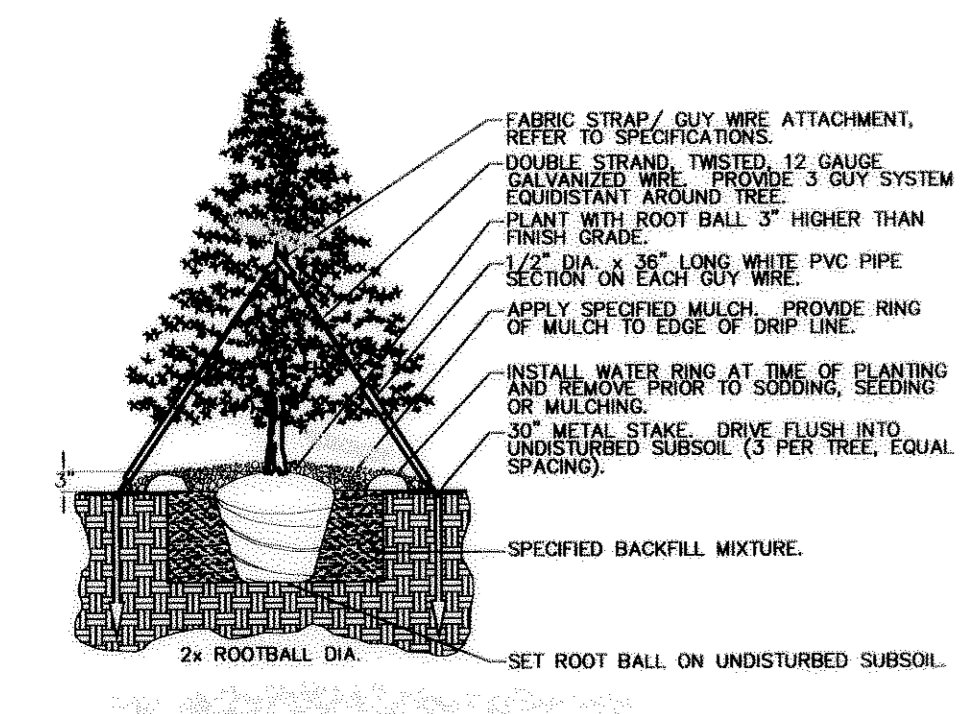 FABRIC STRAP/ GUY WIRE ATTACHMENT,
REFER TO SPECIFICATIONS.
DOUBLE STRAND, TWISTED, 12 GAUGE
GALVANIZED WIRE. PROVIDE 3 GUY SYSTEM
EQUIDISTANT AROUND TREE.
PLANT WITH ROOT BALL 3" HIGHER THAN
FINISH GRADE.
1/2" DIA. x 36" LONG WHITE PVC PIPE
SECTION ON EACH GUY WIRE.
APPLY SPECIFIED MULCH. PROVIDE RING
OF MULCH TO EDGE OF DRIP LINE.
INSTALL WATER RING AT TIME OF PLANTING
AND REMOVE PRIOR TO SODDING, SEEDING
OR MULCHING.
30" METAL STAKE. DRIVE FLUSH INTO
UNDISTURBED SUBSOIL (3 PER TREE, EQUAL
SPACING).
3"
SPECIFIED BACKFILL MIXTURE.
2x ROOTBALL DIA.
SET ROOT BALL ON UNDISTURBED SUBSOIL.